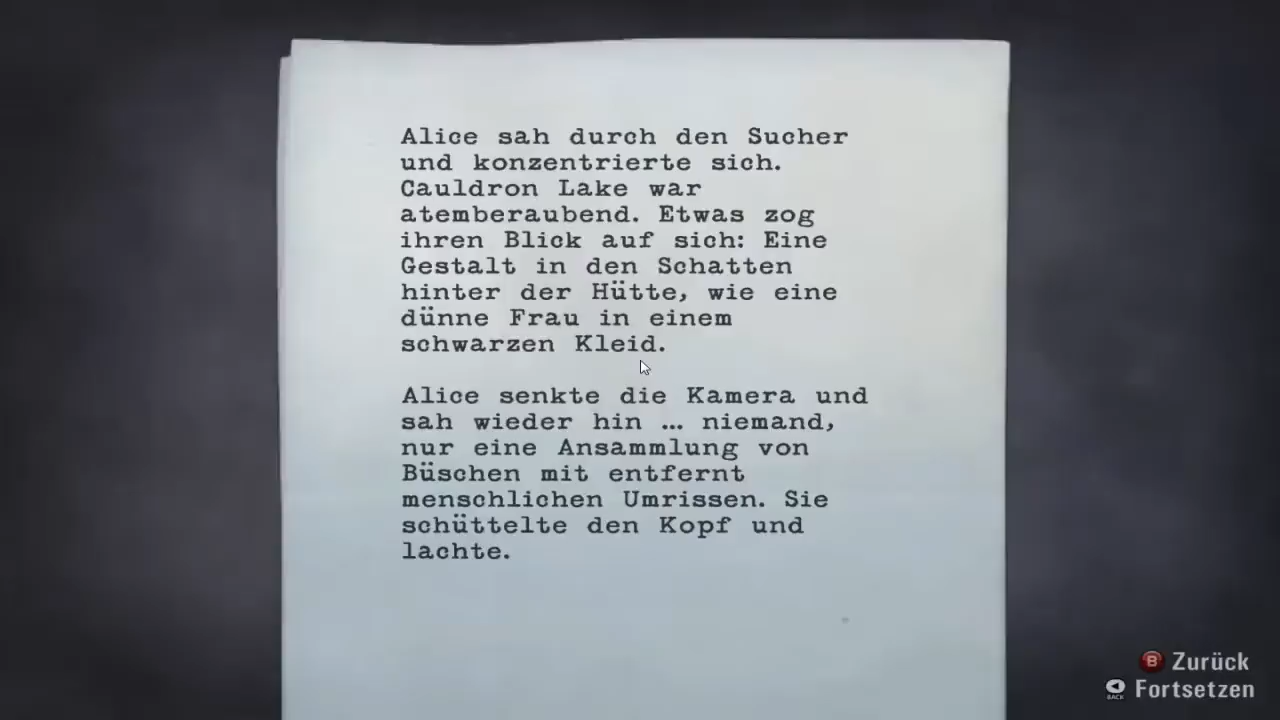 Alice sah durch den Sucher
und konzentrierte sich.
Cauldron Lake war
atemberaubend. Etwas zog
ihren Blick auf sich: Eine
Gestalt in den Schatten
hinter der Hütte, wie eine
dünne Frau in einem
schwarzen Kleid.
Alice senkte die Kamera und
sah wieder hin … niemand,
nur eine Ansammlung von
Büschen mit entfernt
menschlichen Umrissen. Sie
schüttelte den Kopf und
lachte.
B Zurück
BACK Fortsetzen